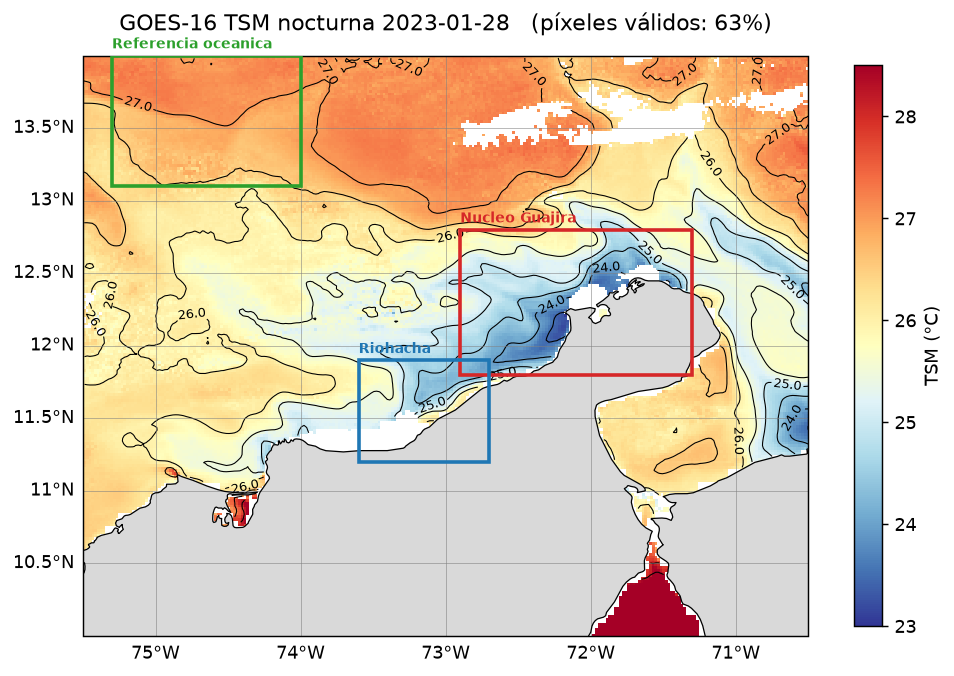 GOES-16 TSM nocturna 2023-01-28   (píxeles válidos: 63%)
Referencia oceanica
27.0
27.0
27.0
27.0
27.0
27.0
27.0
13.5°N
26.0
13°N
Nucleo Guajira
26.0
25.0
24.0
12.5°N
26.0
25.0
24.0
26.0
26.0
12°N
Riohacha
25.0
25.0
26.0
25.0
24.0
11.5°N
26.0
26.0
11°N
10.5°N
75°W
74°W
73°W
72°W
71°W
28
27
26
25
24
23
TSM (°C)